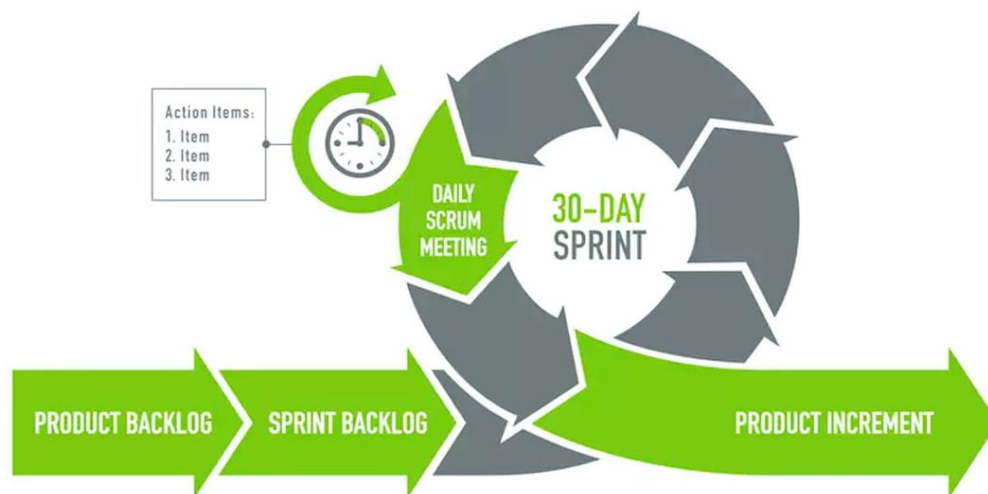 Action Items:
1. Item
2. Item
3. Item
DAILY
SCRUM
MEETING
30-DAY
SPRINT
PRODUCT BACKLOG
SPRINT BACKLOG
PRODUCT INCREMENT